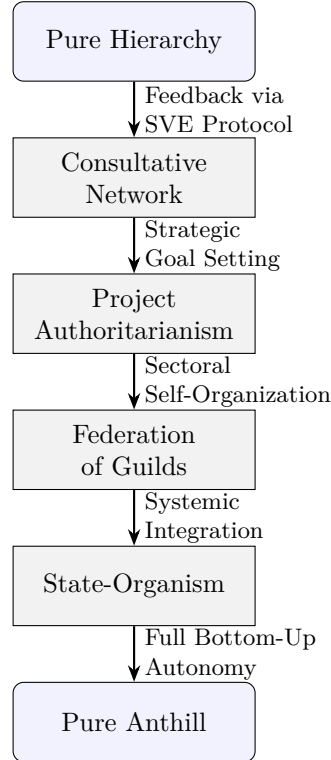 Pure Hierarchy
Feedback via
SVE Protocol
Consultative
Network
Strategic
Goal Setting
Project
Authoritarianism
Sectoral
Self-Organization
Federation
of Guilds
Systemic
Integration
State-Organism
Full Bottom-Up
Autonomy
Pure Anthill